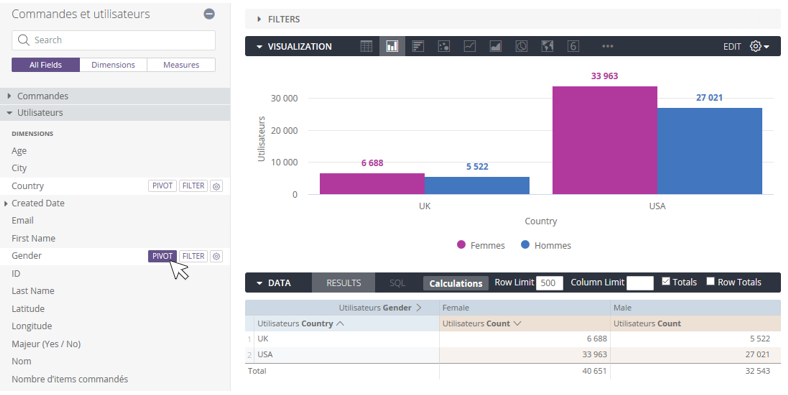 Commandes et utilisateurs
Search
All Fields Dimensions Measures
Commandes
Utilisateurs
DIMENSIONS
Age
City
Country PIVOT FILTER
Created Date
Email
First Name
Gender PIVOT FILTER
ID
Last Name
Latitude
Longitude
Majeur (Yes / No)
Nom
Nombre d'items commandés
FILTERS
VISUALIZATION 6 EDIT
33 963
30 000
27 021
20 000
Utilisateurs
10 000
6 688
5 522
0
UK USA
Country
Femmes Hommes
DATA RESULTS SQL Calculations Row Limit 500 Column Limit Totals Row Totals
Utilisateurs Gender Female Male
Utilisateurs Country Utilisateurs Count Utilisateurs Count
1 UK 6 688 5 522
2 USA 33 963 27 021
Total 40 651 32 543